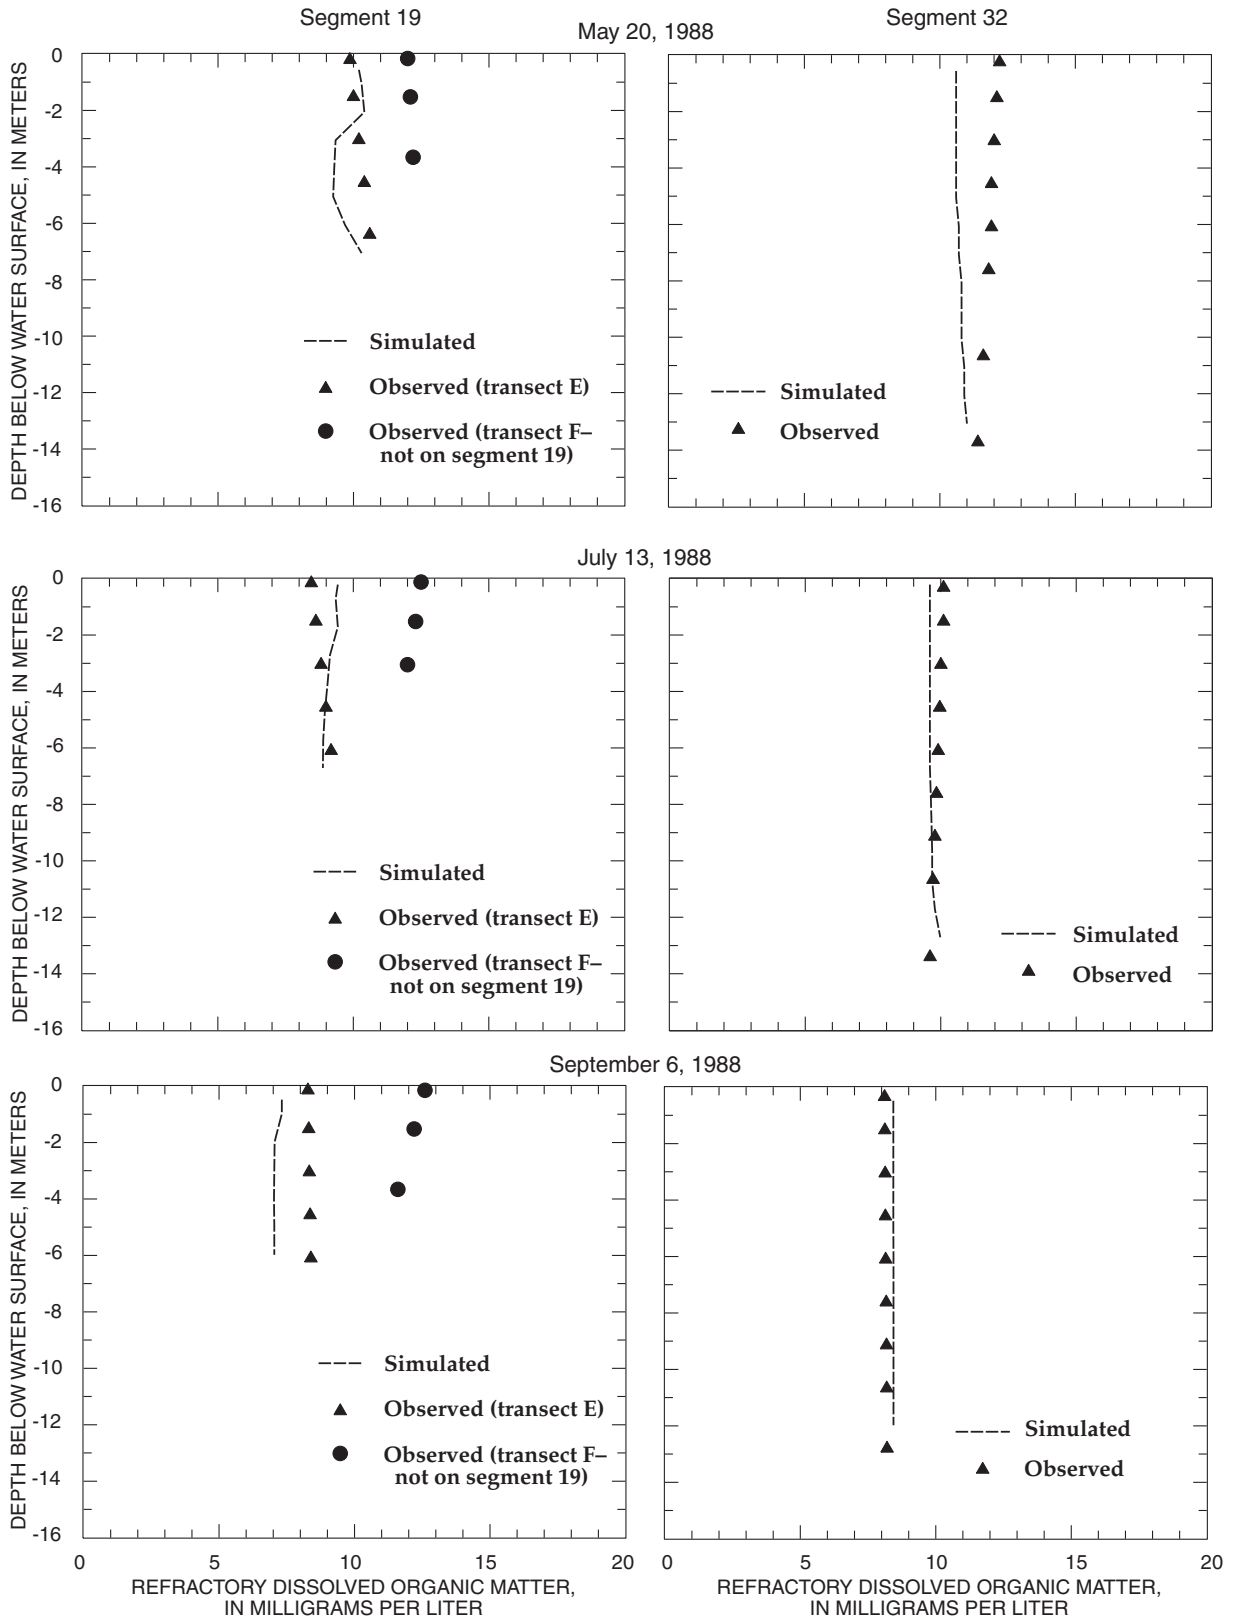 Segment 19
Segment 32
May 20, 1988
DEPTH BELOW WATER SURFACE, IN METERS
0
-2
-4
-6
-8
-10
-12
-14
-16
Simulated
Observed (transect E)
Observed (transect F–
not on segment 19)
Simulated
Observed
July 13, 1988
DEPTH BELOW WATER SURFACE, IN METERS
0
-2
-4
-6
-8
-10
-12
-14
-16
Simulated
Observed (transect E)
Observed (transect F–
not on segment 19)
Simulated
Observed
September 6, 1988
DEPTH BELOW WATER SURFACE, IN METERS
0
-2
-4
-6
-8
-10
-12
-14
-16
Simulated
Observed (transect E)
Observed (transect F–
not on segment 19)
Simulated
Observed
0 5 10 15 20
REFRACTORY DISSOLVED ORGANIC MATTER,
IN MILLIGRAMS PER LITER
0 5 10 15 20
REFRACTORY DISSOLVED ORGANIC MATTER,
IN MILLIGRAMS PER LITER